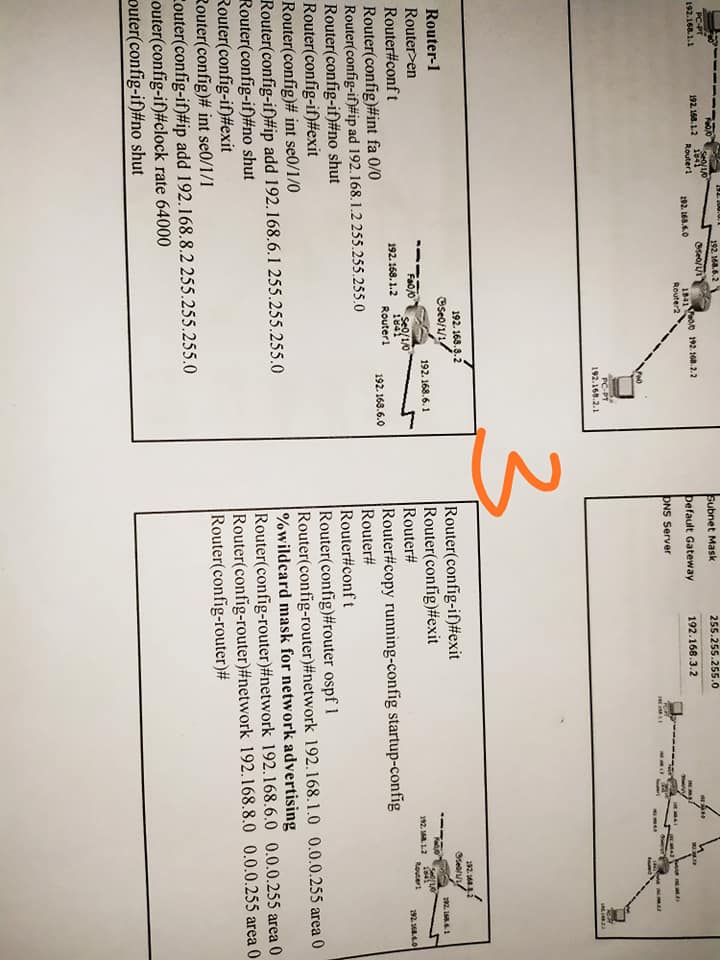 192.168.6.2
PC-PT
192.168.1.1
Fa0/0
192.168.1.2
Se0/1/0
1841
Router1
192.168.6.0
Se0/1/1
1841
Router2
Fa0/0
192.168.2.2
Fa0
PC-PT
192.168.2.1
Subnet Mask 255.255.255.0
Default Gateway 192.168.3.2
DNS Server
3
Router-1
Router>en
Router#conf t
Router(config)#int fa 0/0
Router(config-if)#ip ad 192.168.1.2 255.255.255.0
Router(config-if)#no shut
Router(config-if)#exit
Router(config)# int se0/1/0
Router(config-if)#ip add 192.168.6.1 255.255.255.0
Router(config-if)#no shut
Router(config-if)#exit
Router(config)# int se0/1/1
Router(config-if)#ip add 192.168.8.2 255.255.255.0
outer(config-if)#clock rate 64000
outer(config-if)#no shut
192.168.8.2
Se0/1/1
192.168.6.1
Fa0/0
Se0/1/0
192.168.1.2
1841
Router1
192.168.6.0
Router(config-if)#exit
Router(config)#exit
Router#
Router#copy running-config startup-config
Router#
Router#conf t
Router(config)#router ospf 1
Router(config-router)#network 192.168.1.0 0.0.0.255 area 0
%wildcard mask for network advertising
Router(config-router)#network 192.168.6.0 0.0.0.255 area 0
Router(config-router)#network 192.168.8.0 0.0.0.255 area 0
Router(config-router)#
192.168.8.2
Se0/1/1
192.168.6.1
Fa0/0
Se0/1/0
192.168.1.2
1841
Router1
192.168.6.0